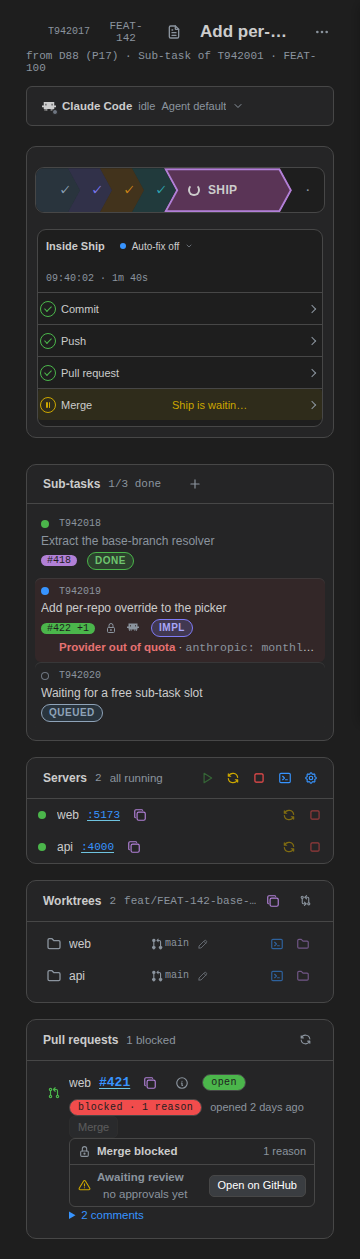 T942017 FEAT-142 Add per-…
from D88 (P17) · Sub-task of T942001 · FEAT-
100
Claude Code idle Agent default
SHIP
Inside Ship Auto-fix off
09:40:02 · 1m 40s
Commit
Push
Pull request
Merge Ship is waitin…
Sub-tasks 1/3 done
T942018
Extract the base-branch resolver
#418 DONE
T942019
Add per-repo override to the picker
#422 +1 IMPL
Provider out of quota · anthropic: monthl…
T942020
Waiting for a free sub-task slot
QUEUED
Servers 2 all running
web :5173
api :4000
Worktrees 2 feat/FEAT-142-base-…
web main
api main
Pull requests 1 blocked
web #421 open
blocked · 1 reason opened 2 days ago
Merge
Merge blocked 1 reason
Awaiting review
no approvals yet
Open on GitHub
2 comments